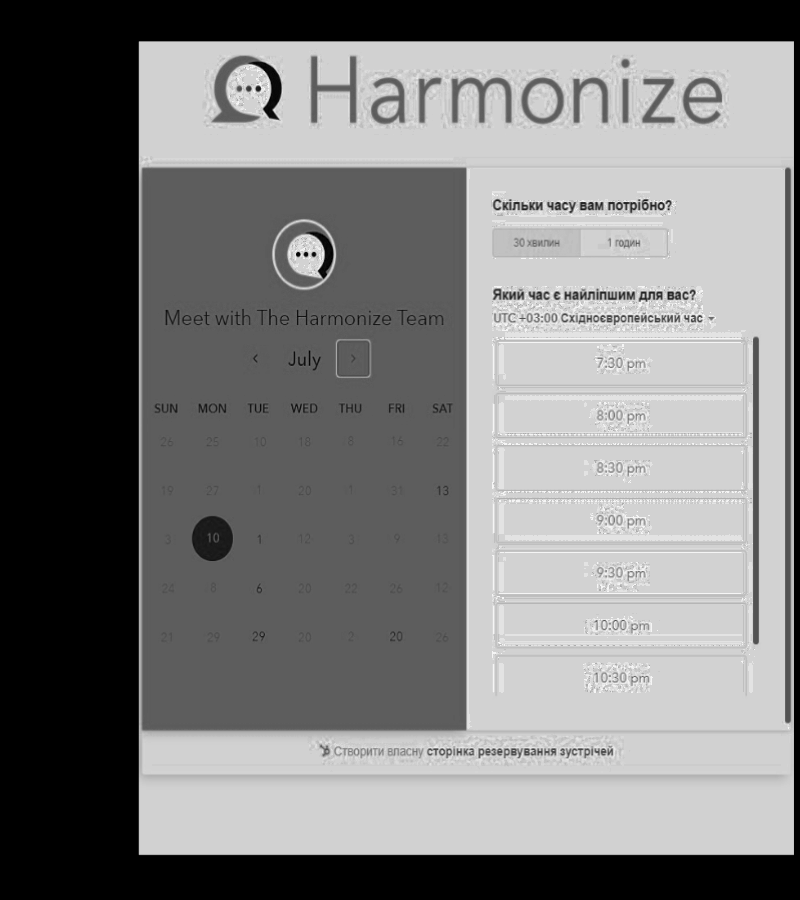 Harmonize
Meet with The Harmonize Team
‹ July ›
SUN MON TUE WED THU FRI SAT
26 25 10 18 8 16 22
19 27 1 20 1 31 13
3 10 1 12 3 9 13
24 8 6 20 22 26 12
21 29 29 20 2 20 26
Скільки часу вам потрібно?
30 хвилин 1 годин
Який час є найліпшим для вас?
UTC +03:00 Східноєвропейський час
7:30 pm
8:00 pm
8:30 pm
9:00 pm
9:30 pm
10:00 pm
10:30 pm
Створити власну сторінка резервування зустрічей